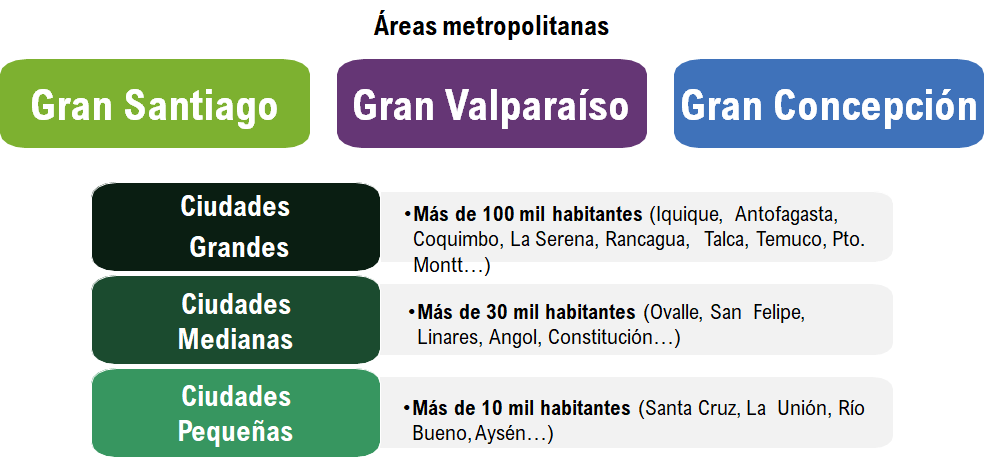 Áreas metropolitanas
Gran Santiago
Gran Valparaíso
Gran Concepción
Ciudades
Grandes
•Más de 100 mil habitantes (Iquique, Antofagasta,
Coquimbo, La Serena, Rancagua, Talca, Temuco, Pto.
Montt…)
Ciudades
Medianas
•Más de 30 mil habitantes (Ovalle, San Felipe,
Linares, Angol, Constitución…)
Ciudades
Pequeñas
•Más de 10 mil habitantes (Santa Cruz, La Unión, Río
Bueno, Aysén…)